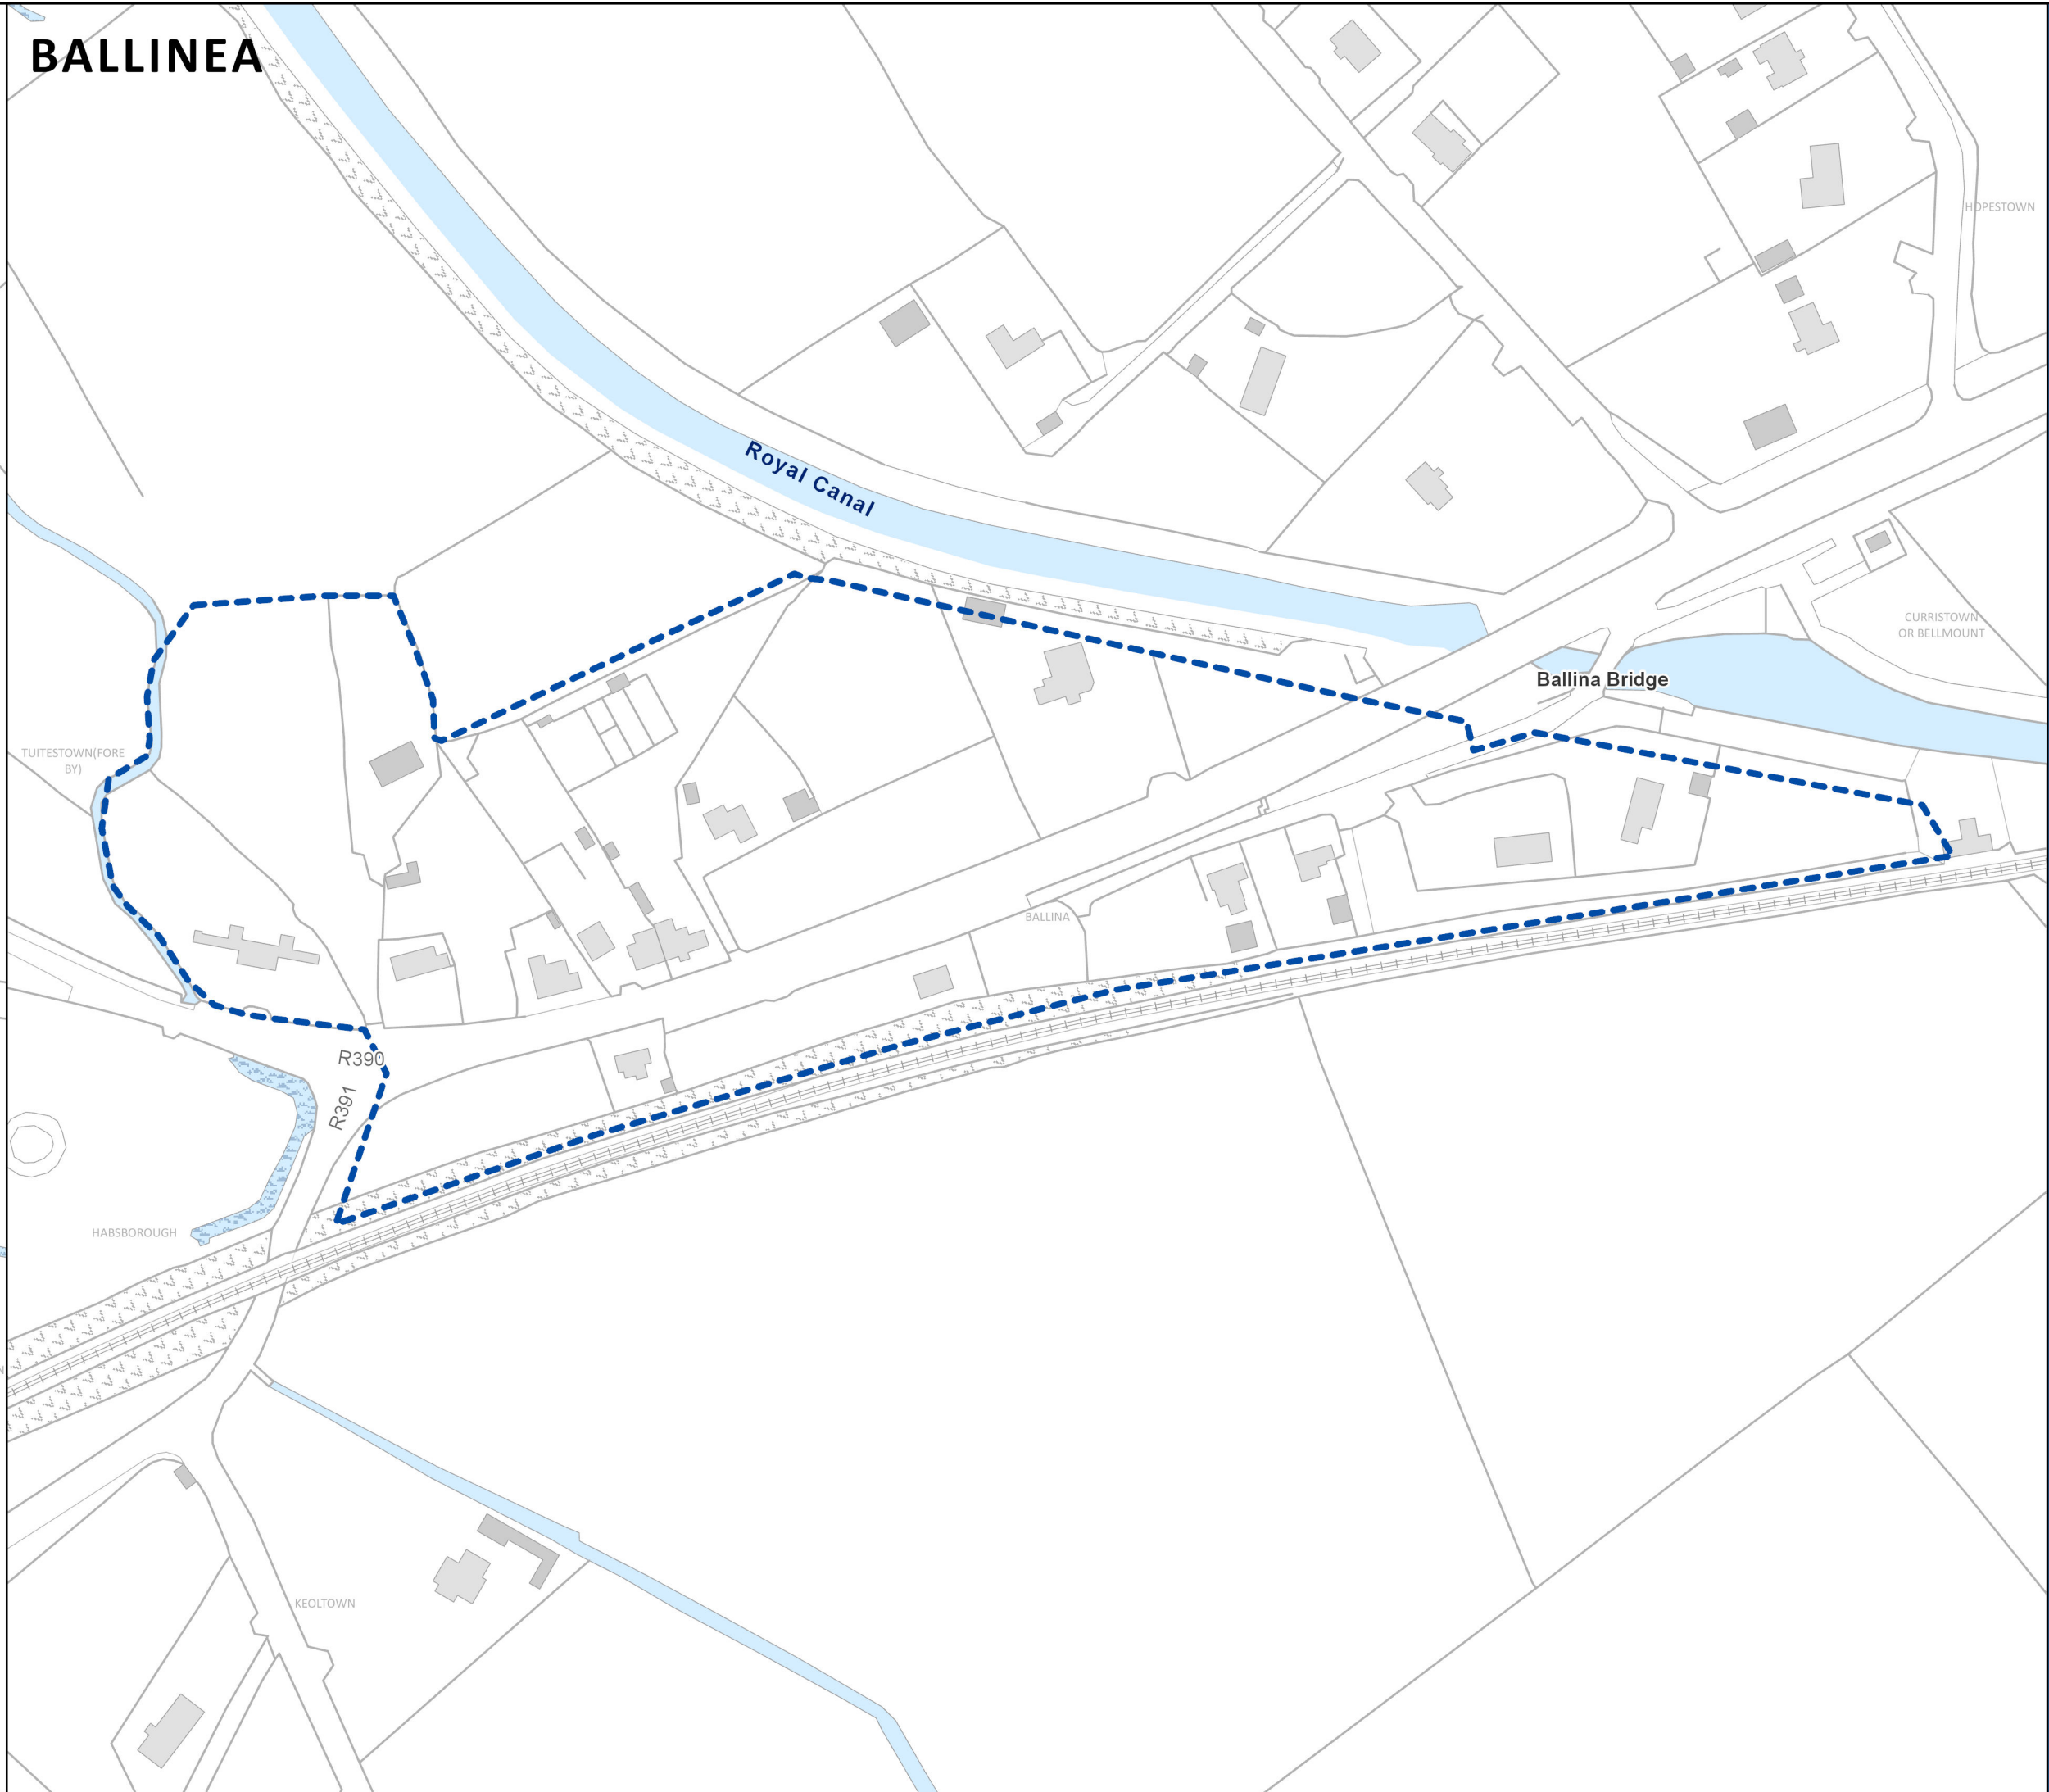 BALLINEA
HOPESTOWN
Royal Canal
CURRISTOWN
OR BELLMOUNT
Ballina Bridge
TUITESTOWN(FORE
BY)
BALLINA
R390
R391
HABSBOROUGH
KEOLTOWN